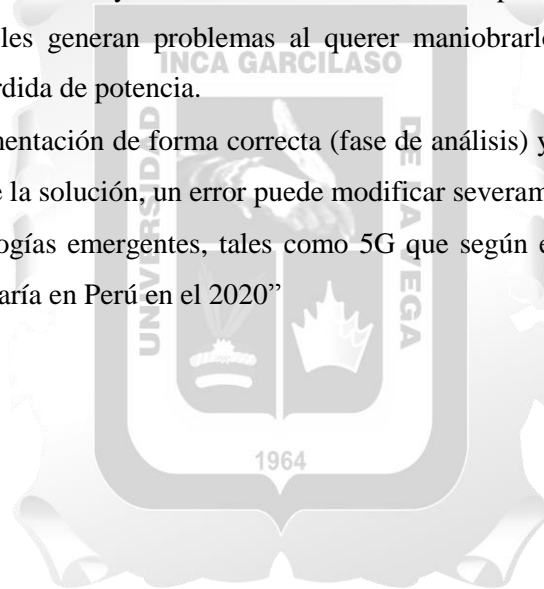 les generan problemas al querer maniobrarlo
rdida de potencia.
mentación de forma correcta (fase de análisis) y
e la solución, un error puede modificar severam
ogías emergentes, tales como 5G que según e
aría en Perú en el 2020”
INCA GARCILASO
UNIVERSIDAD
DE LA VEGA
1964